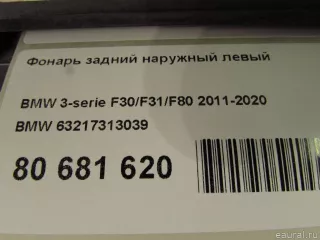 Фонарь задний наружный левый
BMW 3-serie F30/F31/F80 2011-2020
BMW 63217313039
80 681 620
eaural.ru